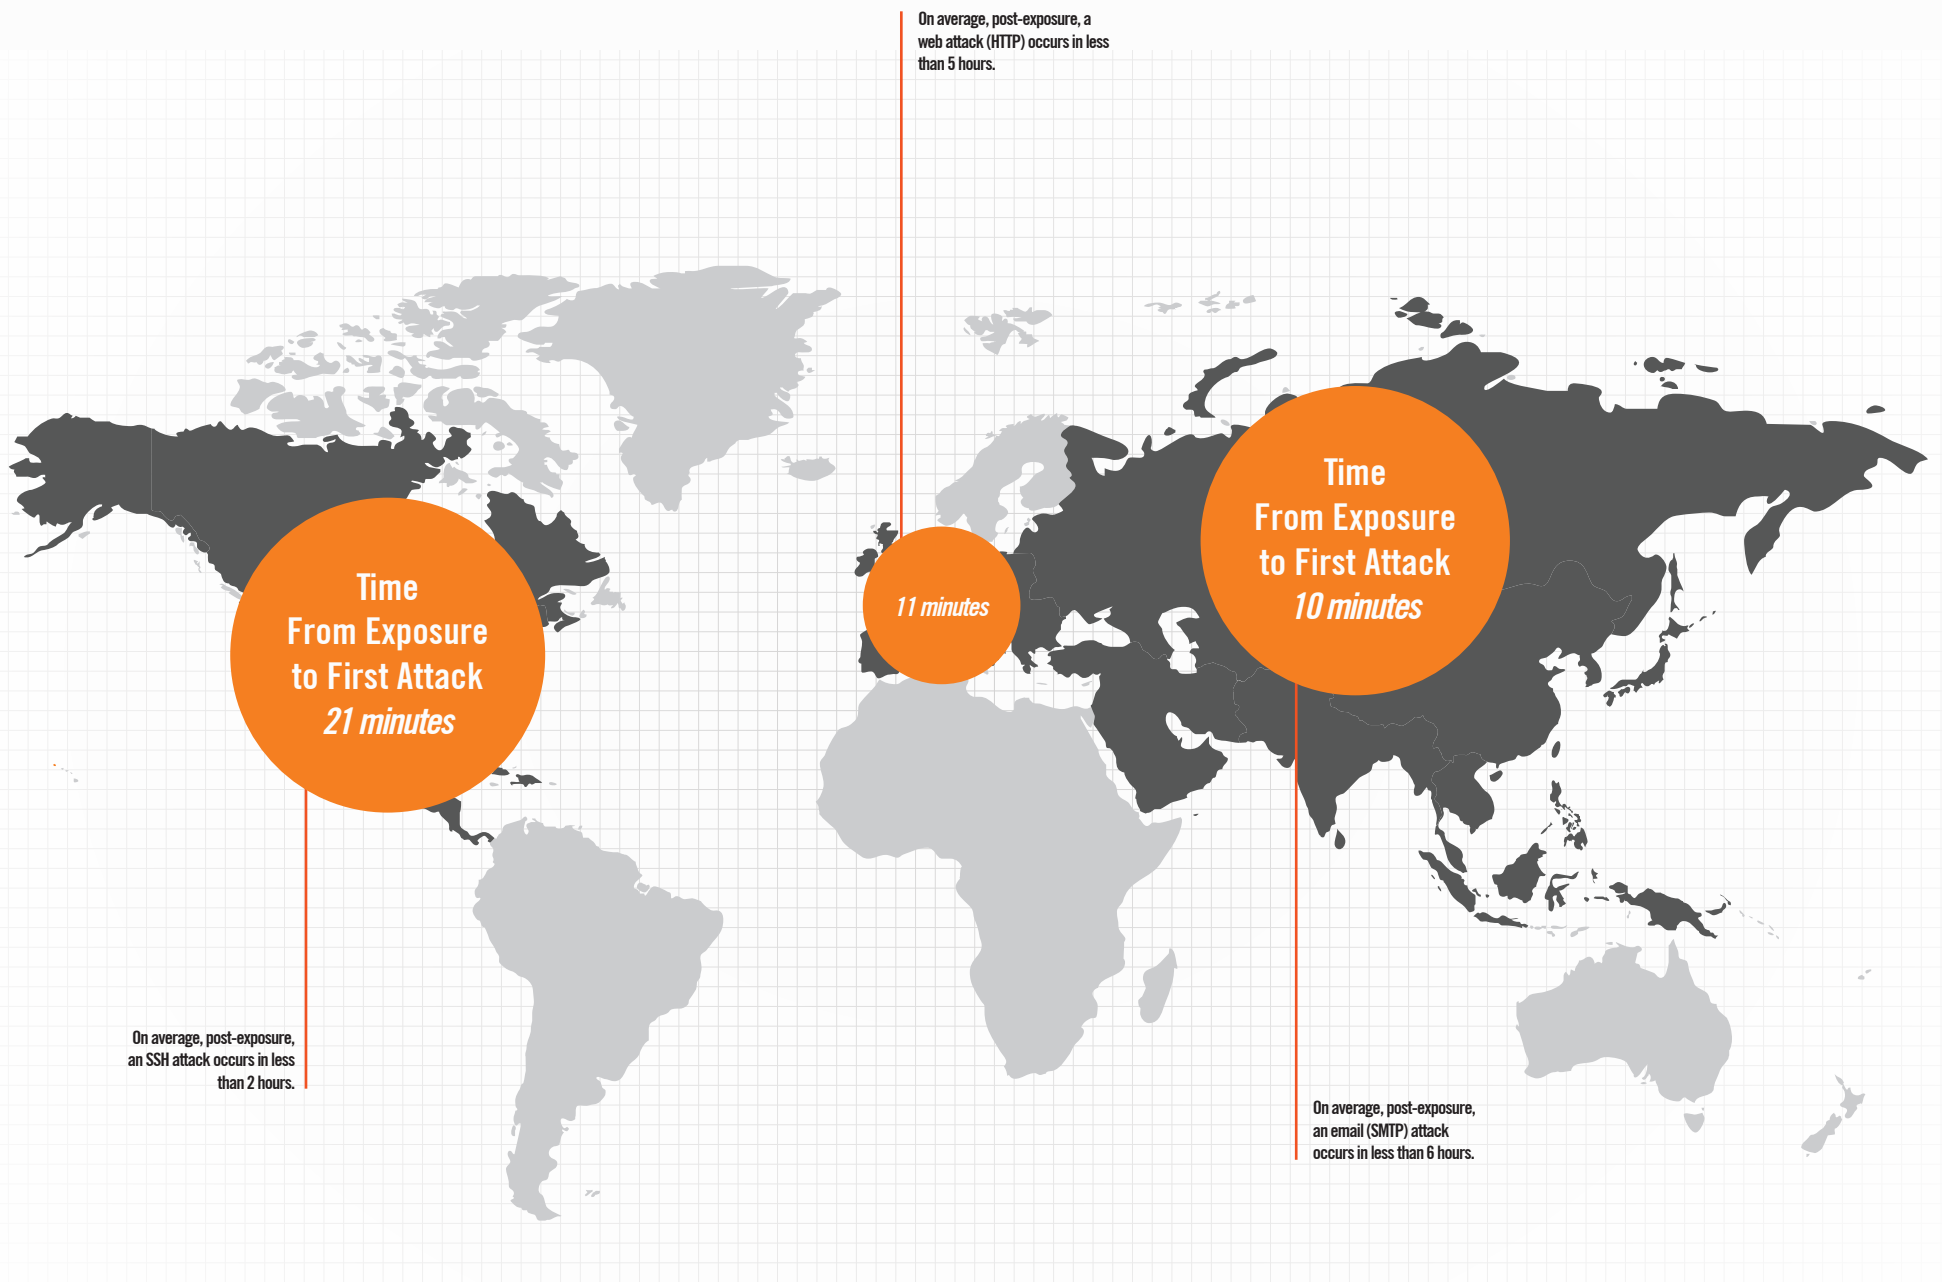 On average, post-exposure, a
web attack (HTTP) occurs in less
than 5 hours.
Time
From Exposure
to First Attack
10 minutes
11 minutes
Time
From Exposure
to First Attack
21 minutes
On average, post-exposure,
an SSH attack occurs in less
than 2 hours.
On average, post-exposure,
an email (SMTP) attack
occurs in less than 6 hours.